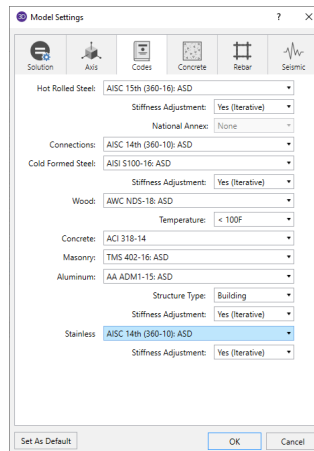 3D Model Settings ? ×
Solution Axis Codes Concrete Rebar Seismic
Hot Rolled Steel: AISC 15th (360-16): ASD
Stiffness Adjustment: Yes (Iterative)
National Annex: None
Connections: AISC 14th (360-10): ASD
Cold Formed Steel: AISI S100-16: ASD
Stiffness Adjustment: Yes (Iterative)
Wood: AWC NDS-18: ASD
Temperature: < 100F
Concrete: ACI 318-14
Masonry: TMS 402-16: ASD
Aluminum: AA ADM1-15: ASD
Structure Type: Building
Stiffness Adjustment: Yes (Iterative)
Stainless AISC 14th (360-10): ASD
Stiffness Adjustment: Yes (Iterative)
Set As Default OK Cancel